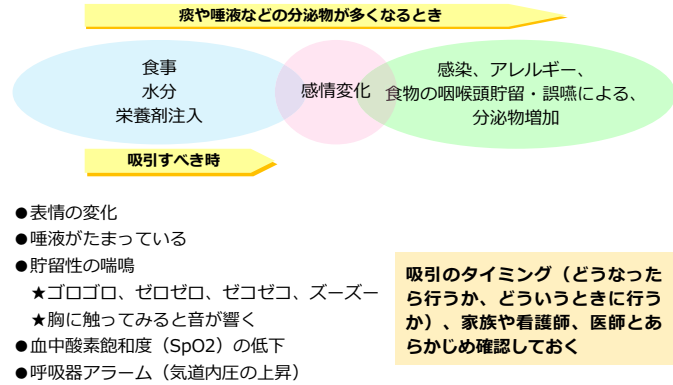 痰や唾液などの分泌物が多くなるとき
食事
水分
栄養剤注入
感情変化
感染、アレルギー、
食物の咽喉頭貯留・誤嚥による、
分泌物増加
吸引すべき時
●表情の変化
●唾液がたまっている
●貯留性の喘鳴
★ゴロゴロ、ゼロゼロ、ゼコゼコ、ズーズー
★胸に触ってみると音が響く
●血中酸素飽和度（SpO2）の低下
●呼吸器アラーム（気道内圧の上昇）
吸引のタイミング（どうなった
ら行うか、どういうときに行う
か）、家族や看護師、医師とあ
らかじめ確認しておく